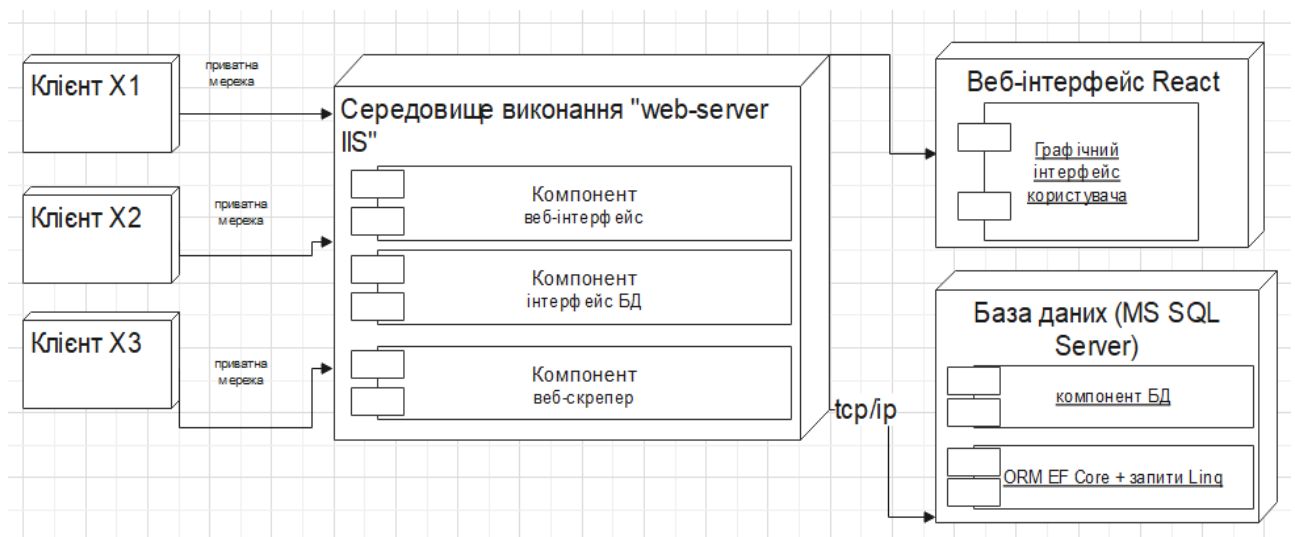 Клієнт X1
приватна
мережа
Клієнт X2
приватна
мережа
Клієнт X3
приватна
мережа
Середовище виконання "web-server
IIS"
Компонент
веб-інтерфейс
Компонент
інтерфейс БД
Компонент
веб-скрепер
tcp/ip
Веб-інтерфейс React
Графічний
інтерфейс
користувача
База даних (MS SQL
Server)
компонент БД
ORM EF Core + запити Linq